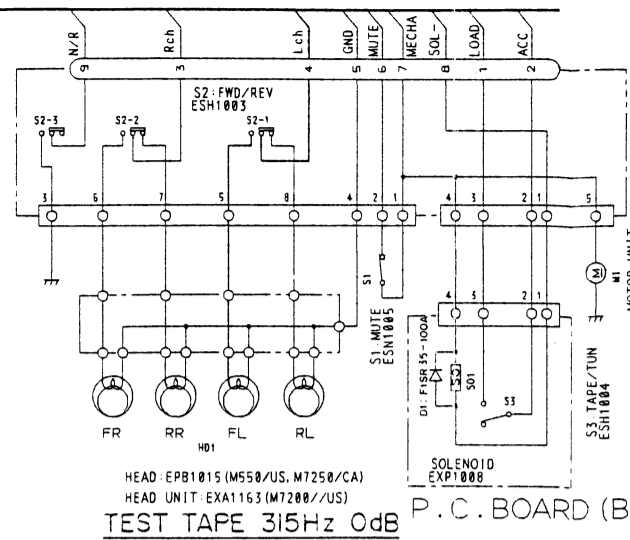 N/R Rch Lch GND MUTE MECHA SOL- LOAD ACC
9 3 4 5 6 7 8 1 2
S2:FWD/REV
ESH1003
S2-3 S2-2 S2-1
3 6 7 5 8 4 2 1 4 3 2 1 5
S1
M
M1
MOTOR UNIT
S1:MUTE
ESN1005
4 3 2 1
D1:F1SR35-100A
SO
SO1
S3
S3:TAPE/TUN
ESH1004
FR RR FL RL
HD1
SOLENOID
EXP1008
HEAD:EPB1015(M550/US, M7250/CA)
HEAD UNIT:EXA1163(M7200//US)
TEST TAPE 315Hz 0dB
P.C.BOARD (B